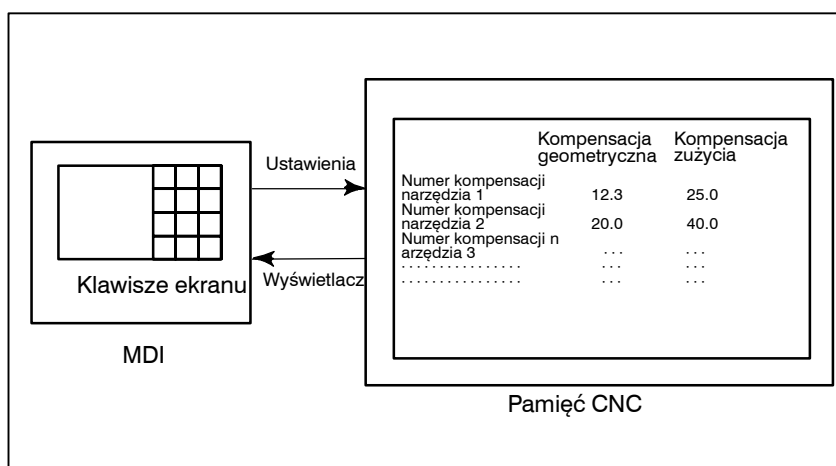 Ustawienia
Wyświetlacz
Klawisze ekranu
MDI
Kompensacja geometryczna
Kompensacja zużycia
Numer kompensacji
narzędzia 1 12.3 25.0
Numer kompensacji
narzędzia 2 20.0 40.0
Numer kompensacji n
arzędzia 3 ... ...
................ ... ...
................ ... ...
Pamięć CNC